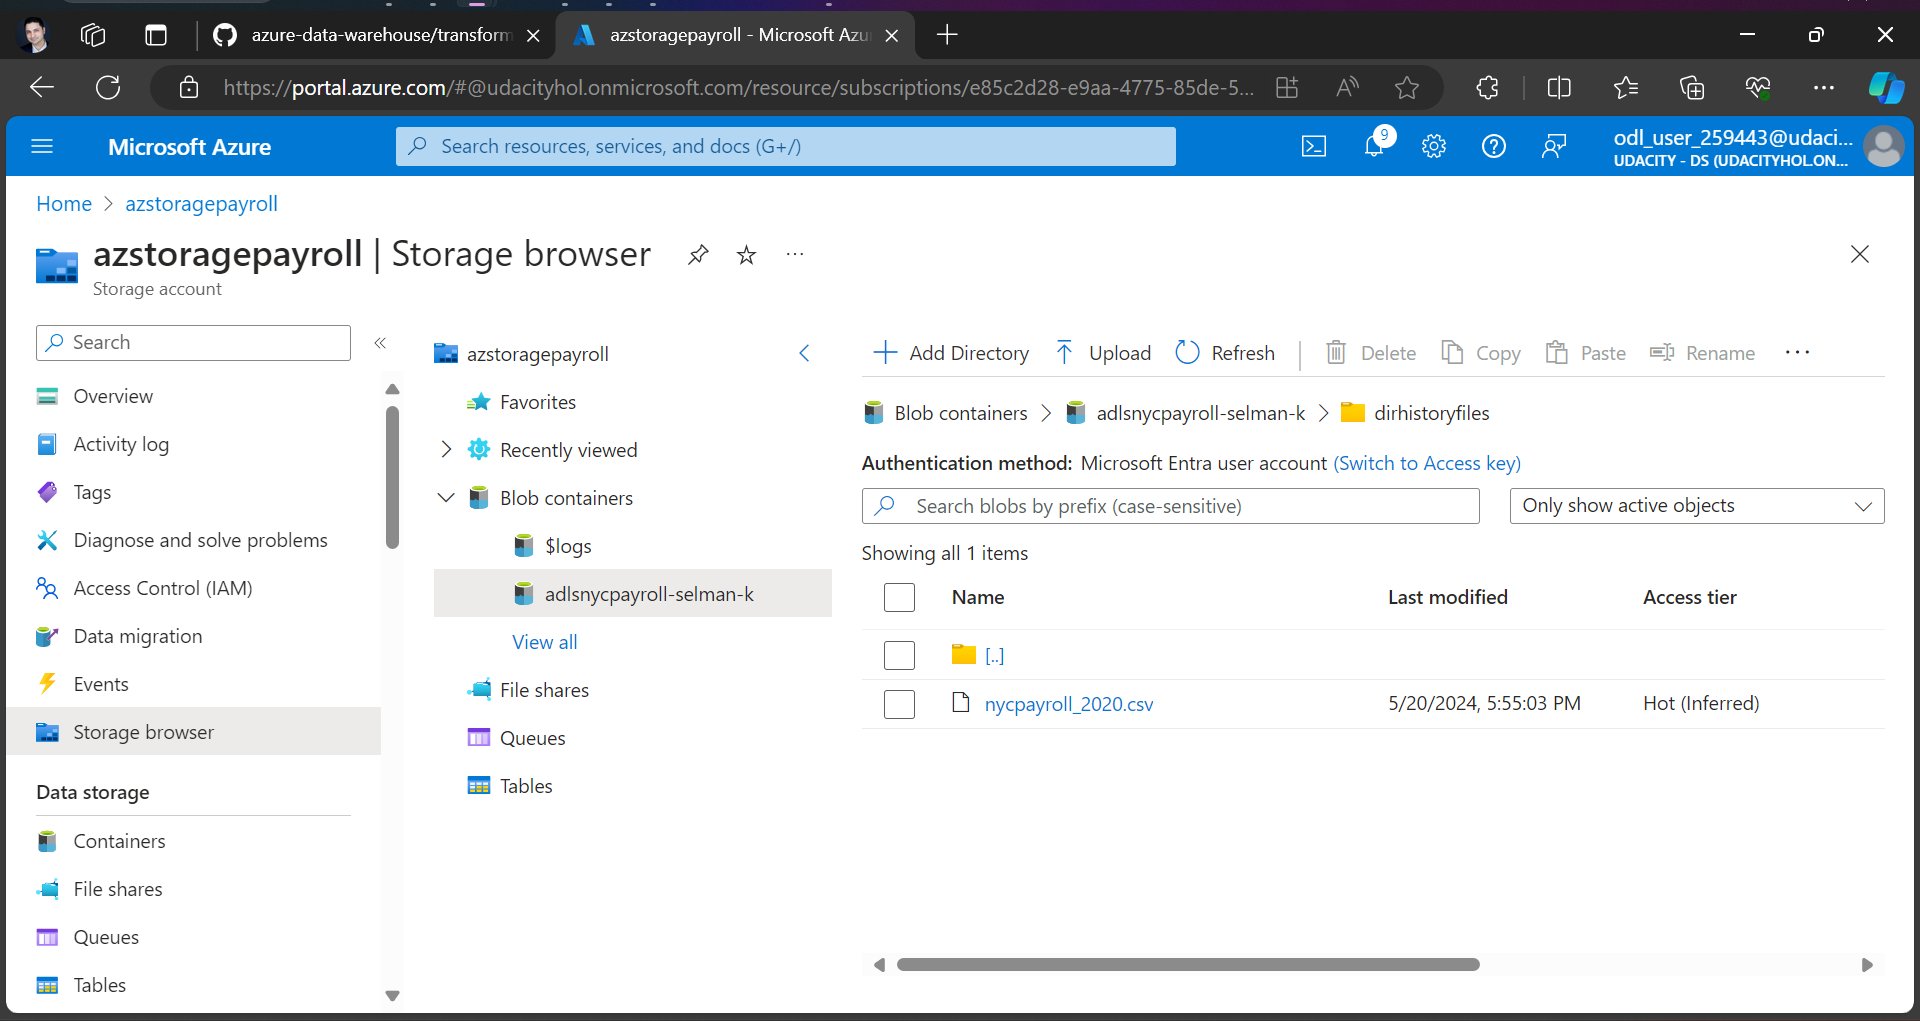 azure-data-warehouse/transform
azstoragepayroll - Microsoft Azu
https://portal.azure.com/#@udacityhol.onmicrosoft.com/resource/subscriptions/e85c2d28-e9aa-4775-85de-5...
Microsoft Azure
Search resources, services, and docs (G+/)
9
odl_user_259443@udaci...
UDACITY - DS (UDACITYHOL.ON...
Home > azstoragepayroll
azstoragepayroll | Storage browser
Storage account
Search
Overview
Activity log
Tags
Diagnose and solve problems
Access Control (IAM)
Data migration
Events
Storage browser
Data storage
Containers
File shares
Queues
Tables
azstoragepayroll
Favorites
Recently viewed
Blob containers
$logs
adlsnycpayroll-selman-k
View all
File shares
Queues
Tables
Add Directory Upload Refresh Delete Copy Paste Rename
Blob containers > adlsnycpayroll-selman-k > dirhistoryfiles
Authentication method: Microsoft Entra user account (Switch to Access key)
Search blobs by prefix (case-sensitive)
Only show active objects
Showing all 1 items
Name Last modified Access tier
[..]
nycpayroll_2020.csv 5/20/2024, 5:55:03 PM Hot (Inferred)